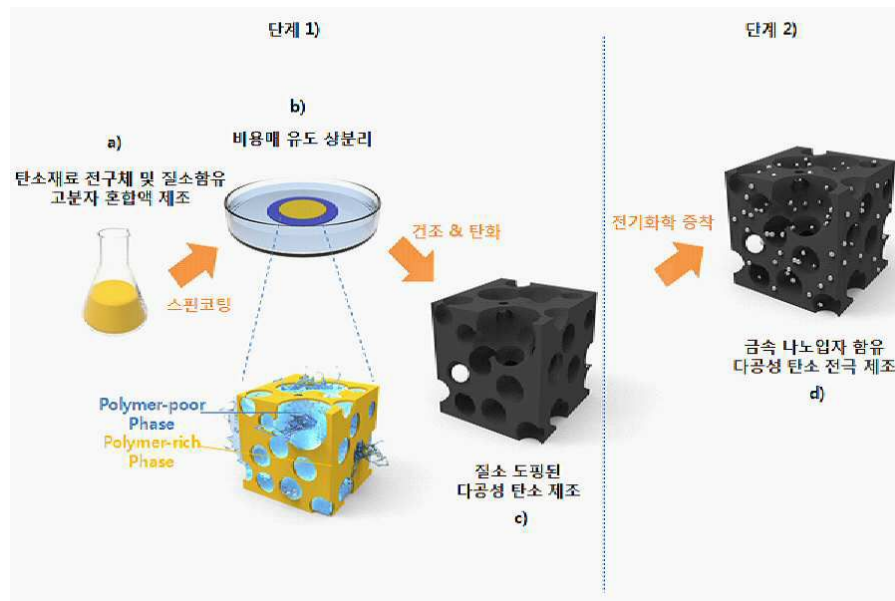 단계 1)
단계 2)
b)
비용매 유도 상분리
a)
탄소재료 전구체 및 질소함유
고분자 혼합액 제조
스핀코팅
건조 & 탄화
전기화학 증착
Polymer-poor
Phase
Polymer-rich
Phase
질소 도핑된
다공성 탄소 제조
c)
금속 나노입자 함유
다공성 탄소 전극 제조
d)